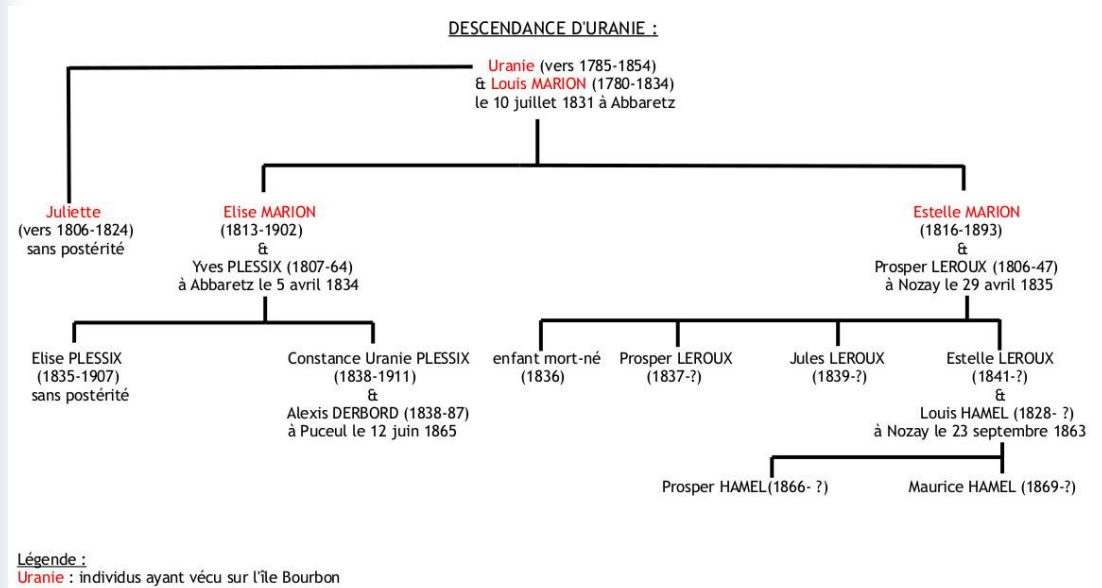 DESCENDANCE D'URANIE :
Uranie (vers 1785-1854)
& Louis MARION (1780-1834)
le 10 juillet 1831 à Abbaretz
Juliette
(vers 1806-1824)
sans postérité
Elise MARION
(1813-1902)
&
Yves PLESSIX (1807-64)
à Abbaretz le 5 avril 1834
Estelle MARION
(1816-1893)
&
Prosper LEROUX (1806-47)
à Nozay le 29 avril 1835
Elise PLESSIX
(1835-1907)
sans postérité
Constance Uranie PLESSIX
(1838-1911)
&
Alexis DERBORD (1838-87)
à Puceul le 12 juin 1865
enfant mort-né
(1836)
Prosper LEROUX
(1837-?)
Jules LEROUX
(1839-?)
Estelle LEROUX
(1841-?)
&
Louis HAMEL (1828- ?)
à Nozay le 23 septembre 1863
Prosper HAMEL(1866- ?)
Maurice HAMEL (1869-?)
Légende :
Uranie : individus ayant vécu sur l'île Bourbon